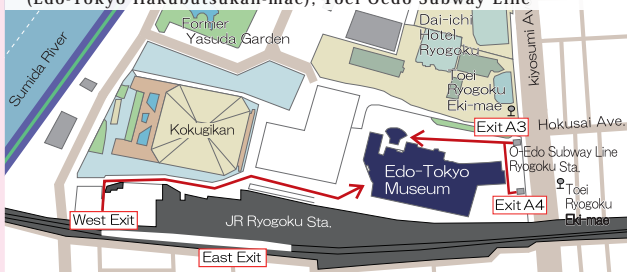 (Edo-Tokyo Hakubutsukan-mae), Toei Oedo Subway Line
Former
Yasuda Garden
Dai-ichi
Hotel
Ryogoku
kiyosumi Av
Sumida River
Toei
Ryogoku
Eki-mae
Kokugikan
Exit A3
Hokusai Ave.
O-Edo Subway Line
Ryogoku Sta.
Edo-Tokyo
Museum
Toei
Ryogoku
Eki-mae
Exit A4
West Exit
JR Ryogoku Sta.
East Exit